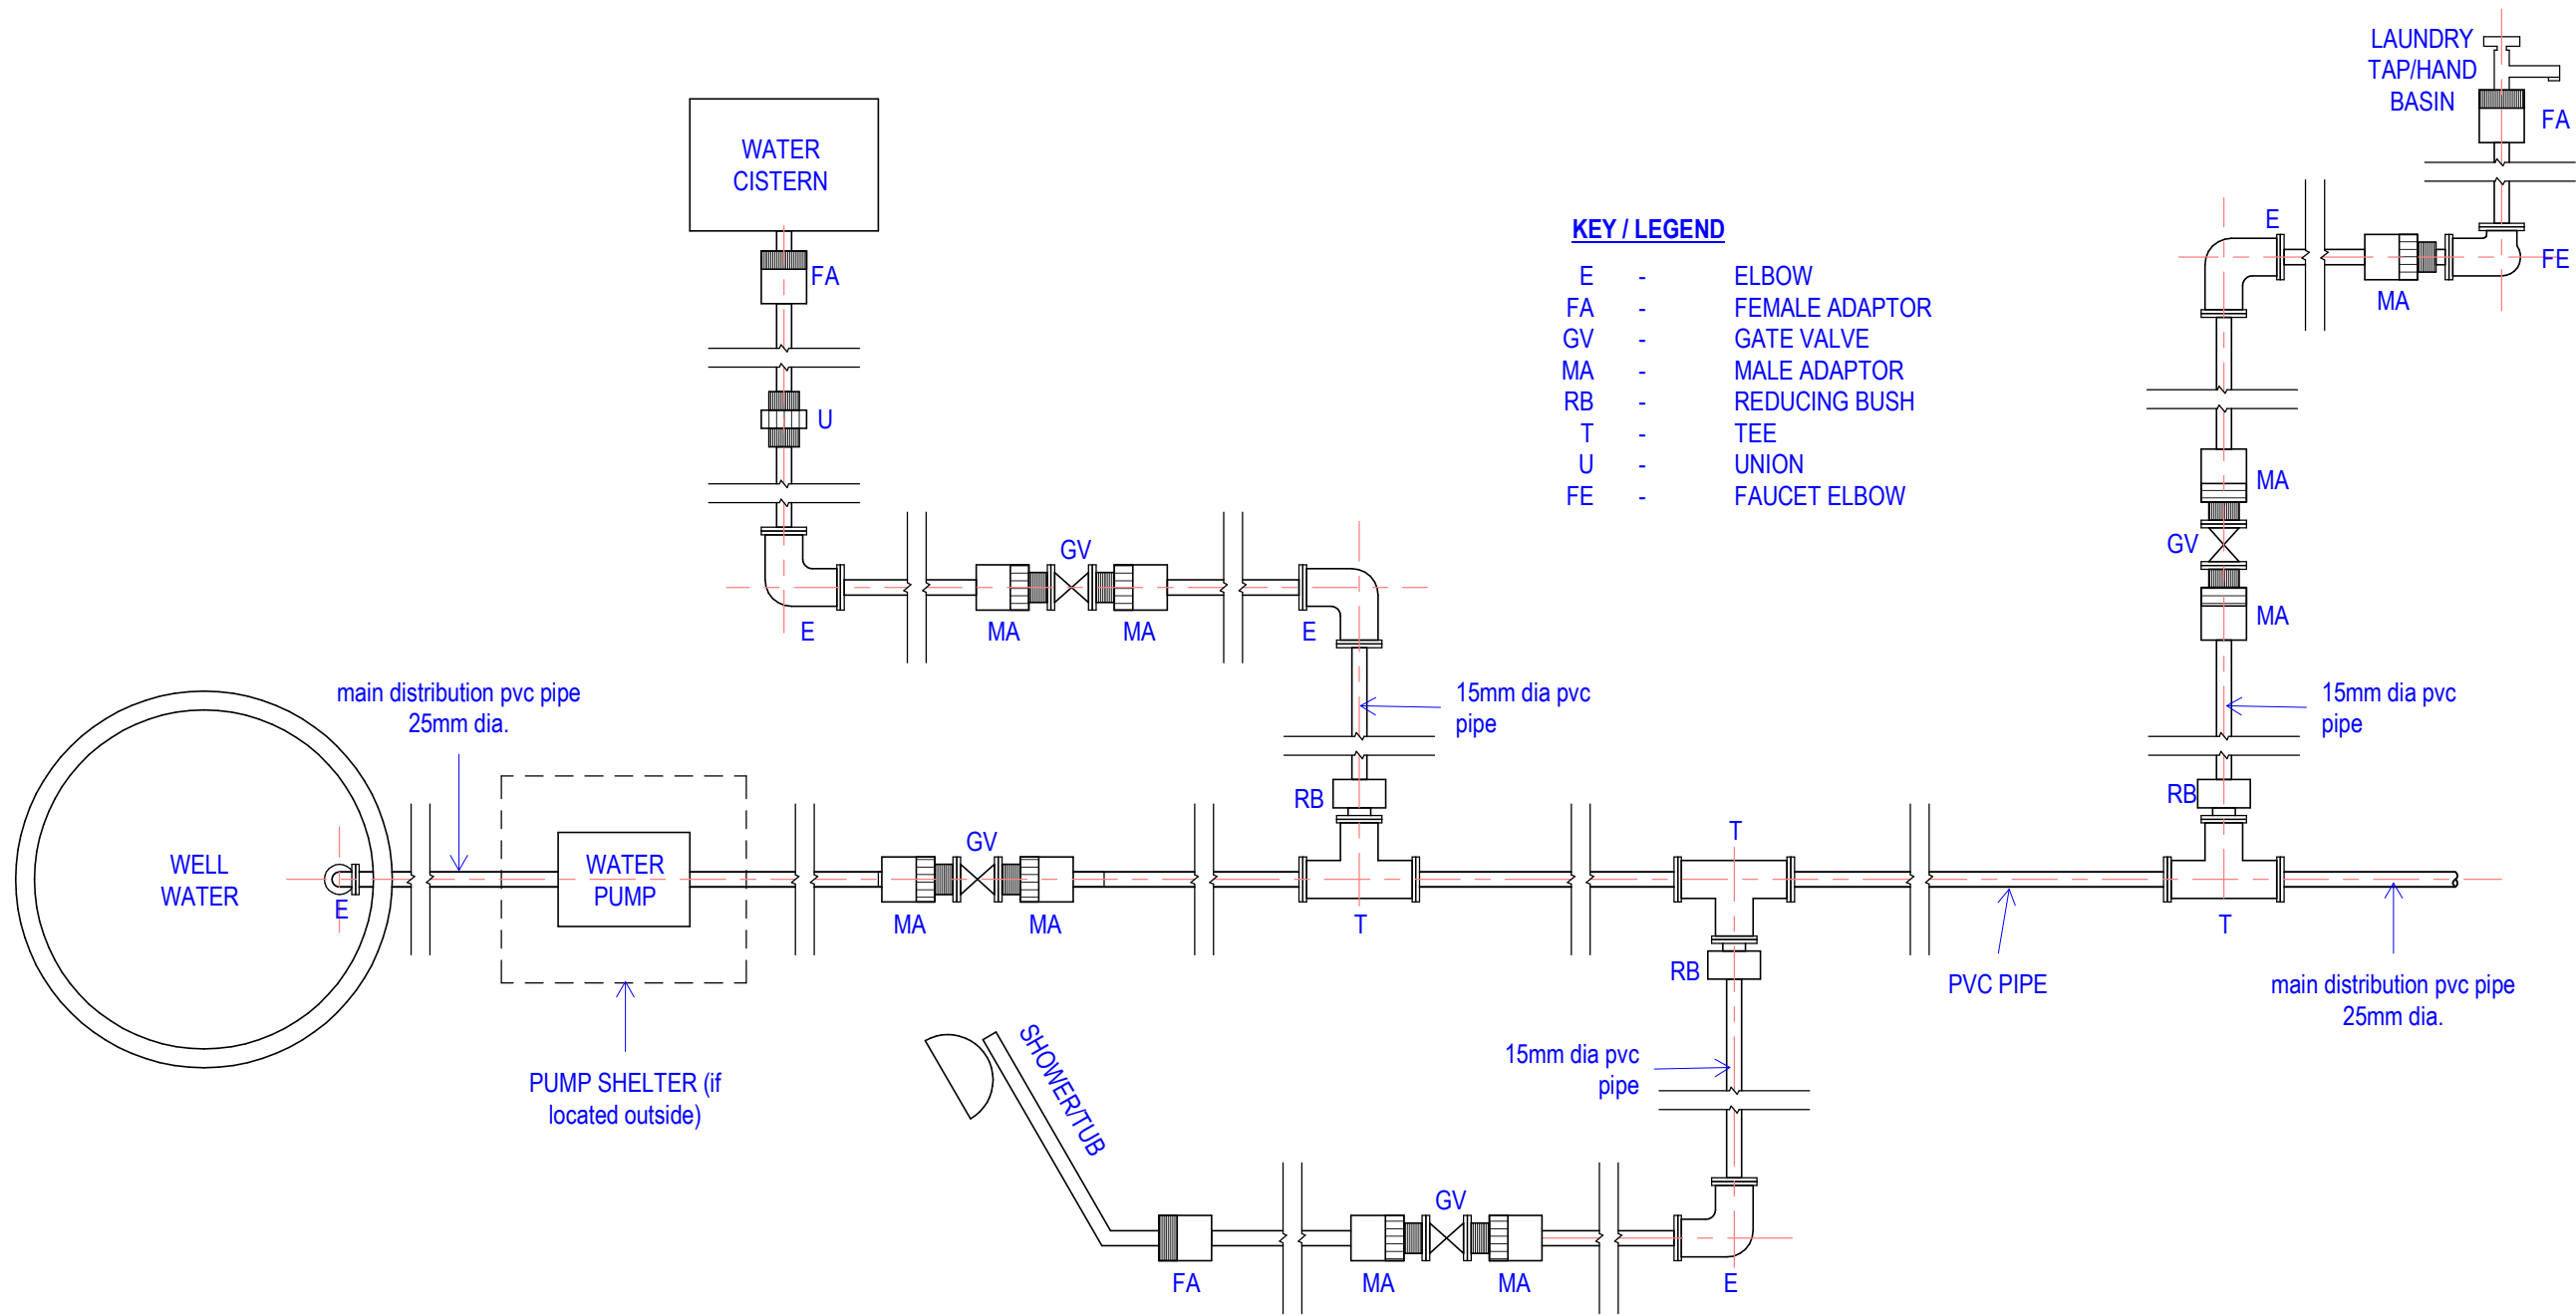 LAUNDRY
TAP/HAND
BASIN
FA
WATER
CISTERN
FA
U
E
GV
MA
MA
E
KEY / LEGEND
E - ELBOW
FA - FEMALE ADAPTOR
GV - GATE VALVE
MA - MALE ADAPTOR
RB - REDUCING BUSH
T - TEE
U - UNION
FE - FAUCET ELBOW
E
MA
FE
MA
GV
MA
main distribution pvc pipe
25mm dia.
15mm dia pvc
pipe
15mm dia pvc
pipe
RB
RB
WELL
WATER
E
WATER
PUMP
GV
MA
MA
T
T
T
RB
PVC PIPE
main distribution pvc pipe
25mm dia.
PUMP SHELTER (if
located outside)
SHOWER/TUB
15mm dia pvc
pipe
GV
FA
MA
MA
E